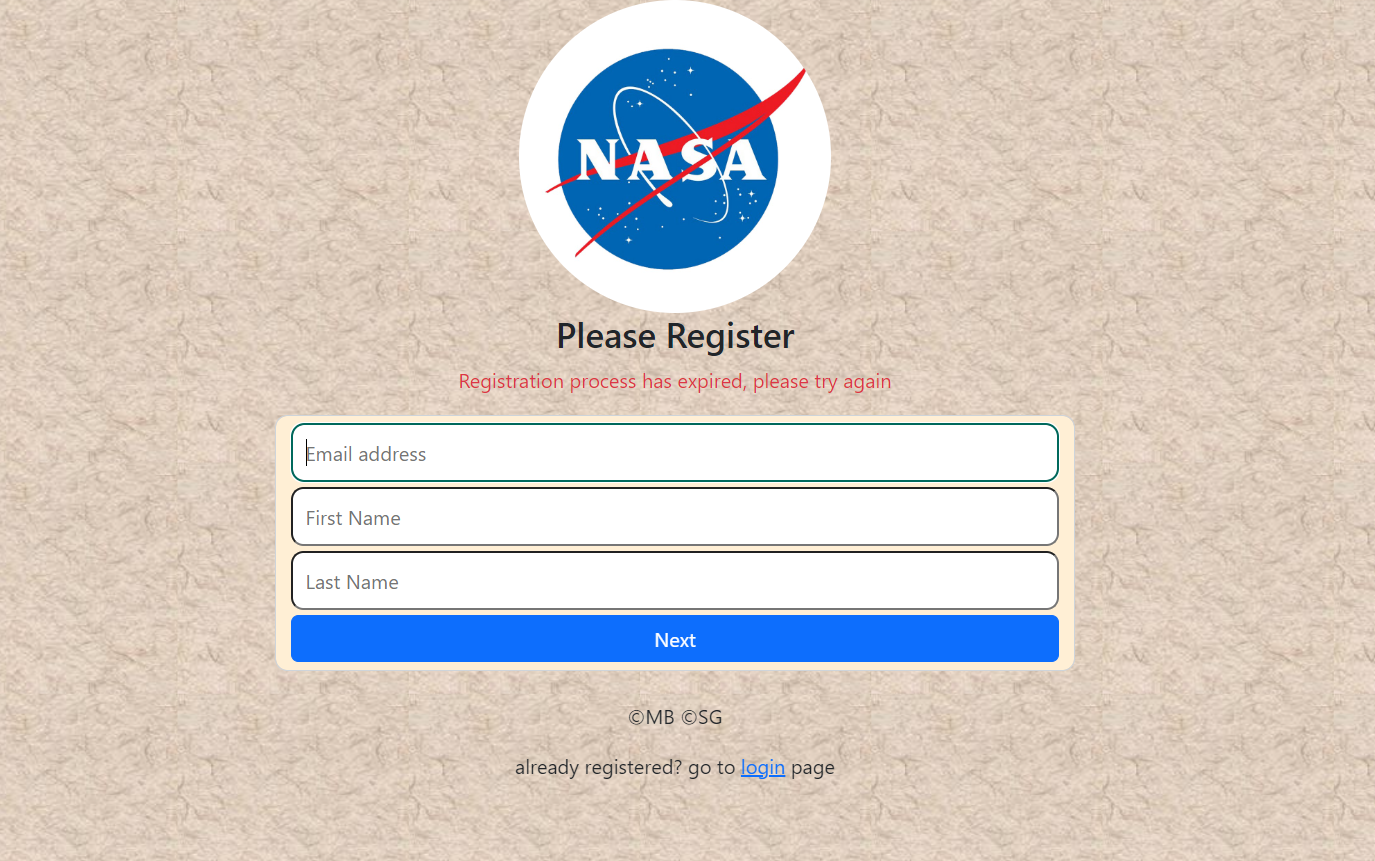 NASA
Please Register
Registration process has expired, please try again
Email address
First Name
Last Name
Next
©MB ©SG
already registered? go to login page